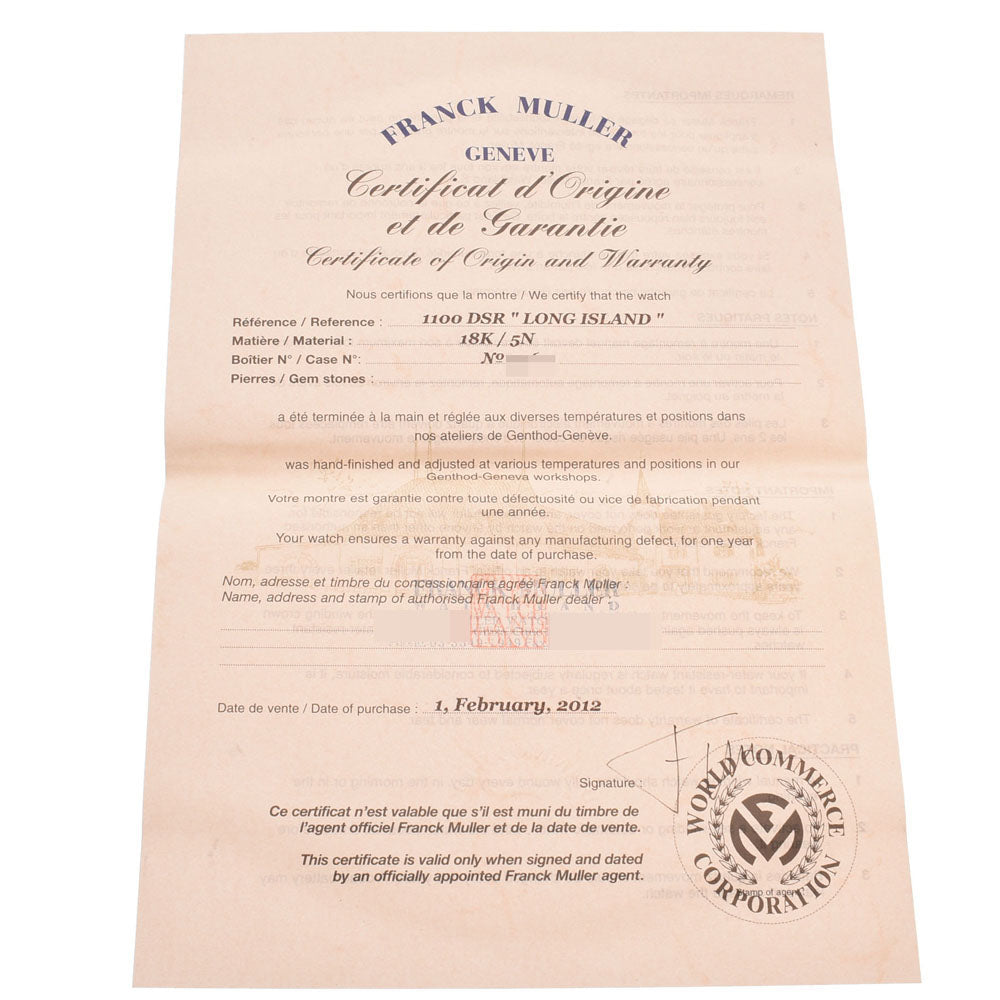 FRANCK MULLER
GENEVE
Certificat d'Origine
et de Garantie
Certificate of Origin and Warranty
Nous certifions que la montre / We certify that the watch
Référence / Reference : 1100 DSR " LONG ISLAND "
Matière / Material : 18K / 5N
Boîtier N° / Case N°: Nº
Pierres / Gem stones :
a été terminée à la main et réglée aux diverses températures et positions dans
nos ateliers de Genthod-Genève.
was hand-finished and adjusted at various temperatures and positions in our
Genthod-Geneva workshops.
Votre montre est garantie contre toute défectuosité ou vice de fabrication pendant
une année.
Your watch ensures a warranty against any manufacturing defect, for one year
from the date of purchase.
Nom, adresse et timbre du concessionnaire agréé Franck Muller :
Name, address and stamp of authorised Franck Muller dealer :
FRANCK MULLER
WATCHLAND
Date de vente / Date of purchase : 1, February, 2012
Signature :
WORLD COMMERCE
CORPORATION
Stamp of agent
Ce certificat n'est valable que s'il est muni du timbre de
l'agent officiel Franck Muller et de la date de vente.
This certificate is valid only when signed and dated
by an officially appointed Franck Muller agent.